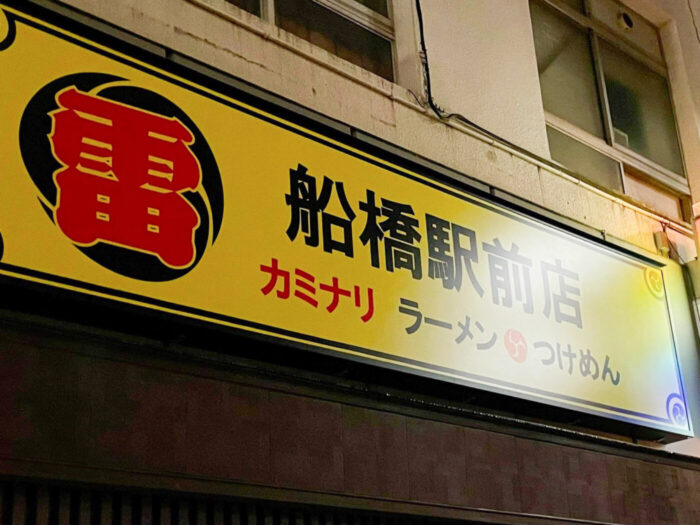 雷
船橋駅前店
カミナリ ラーメン つけめん